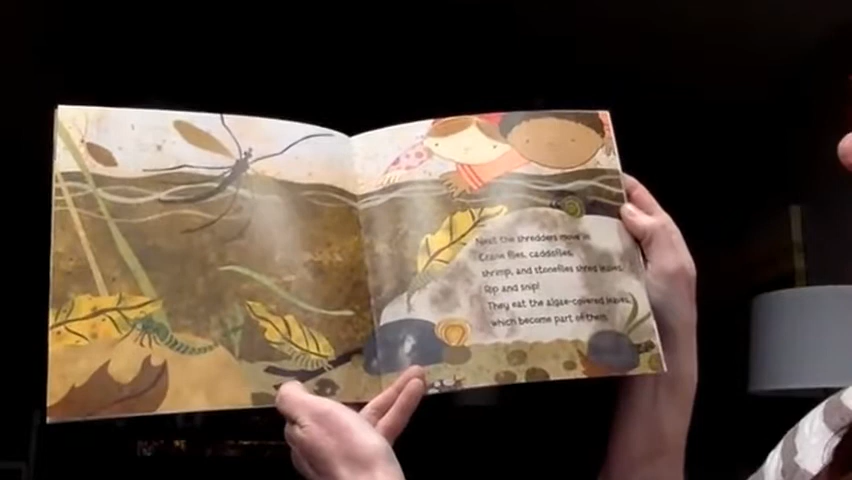 Next the shredders move in.
Crane flies, caddisflies,
shrimp, and stoneflies shred leaves.
Rip and snip!
They eat the algae-covered leaves,
which become part of them.